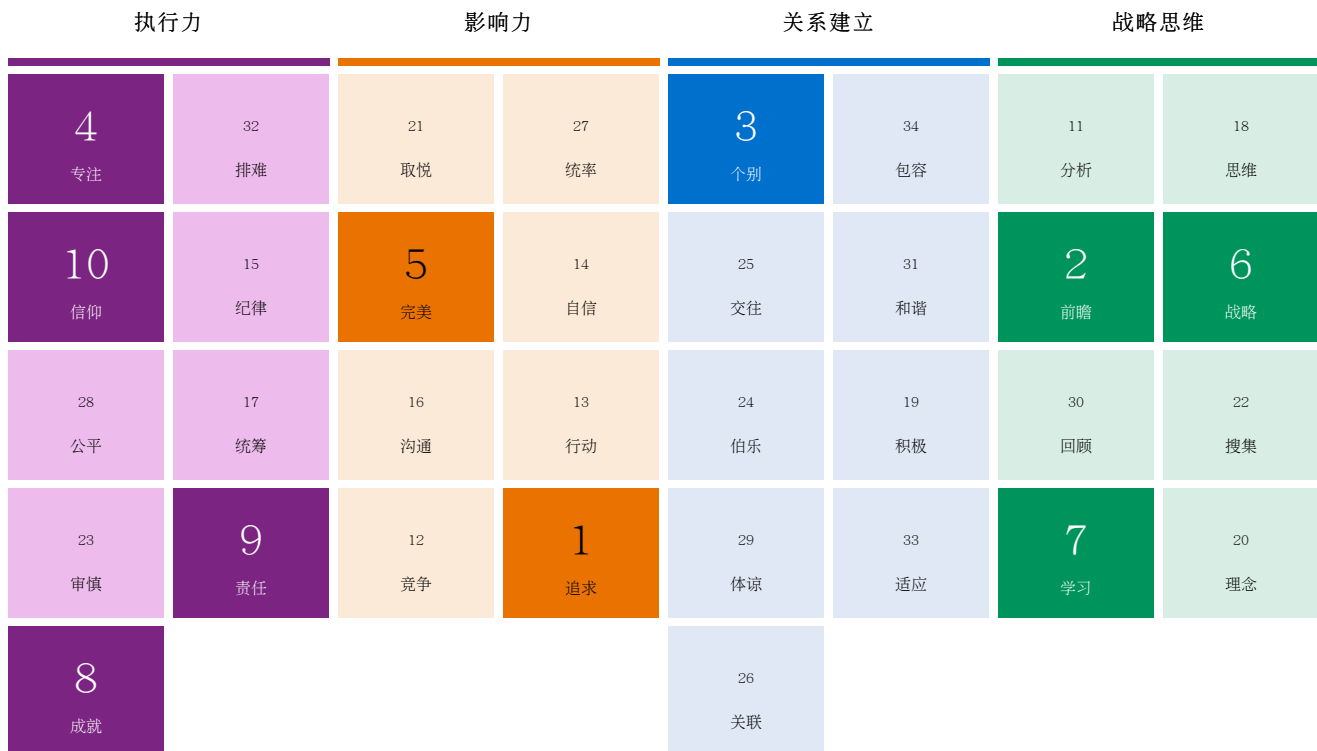 执行力 影响力 关系建立 战略思维
4 32 21 27 3 34 11 18
专注 排难 取悦 统率 个别 包容 分析 思维
10 15 5 14 25 31 2 6
信仰 纪律 完美 自信 交往 和谐 前瞻 战略
28 17 16 13 24 19 30 22
公平 统筹 沟通 行动 伯乐 积极 回顾 搜集
23 9 12 1 29 33 7 20
审慎 责任 竞争 追求 体谅 适应 学习 理念
8 26
成就 关联